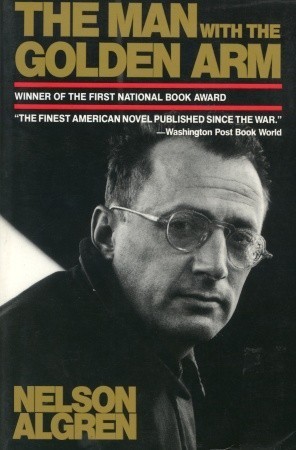 THE MAN WITH THE
GOLDEN ARM
WINNER OF THE FIRST NATIONAL BOOK AWARD
“THE FINEST AMERICAN NOVEL PUBLISHED SINCE THE WAR.”
—Washington Post Book World
NELSON
ALGREN